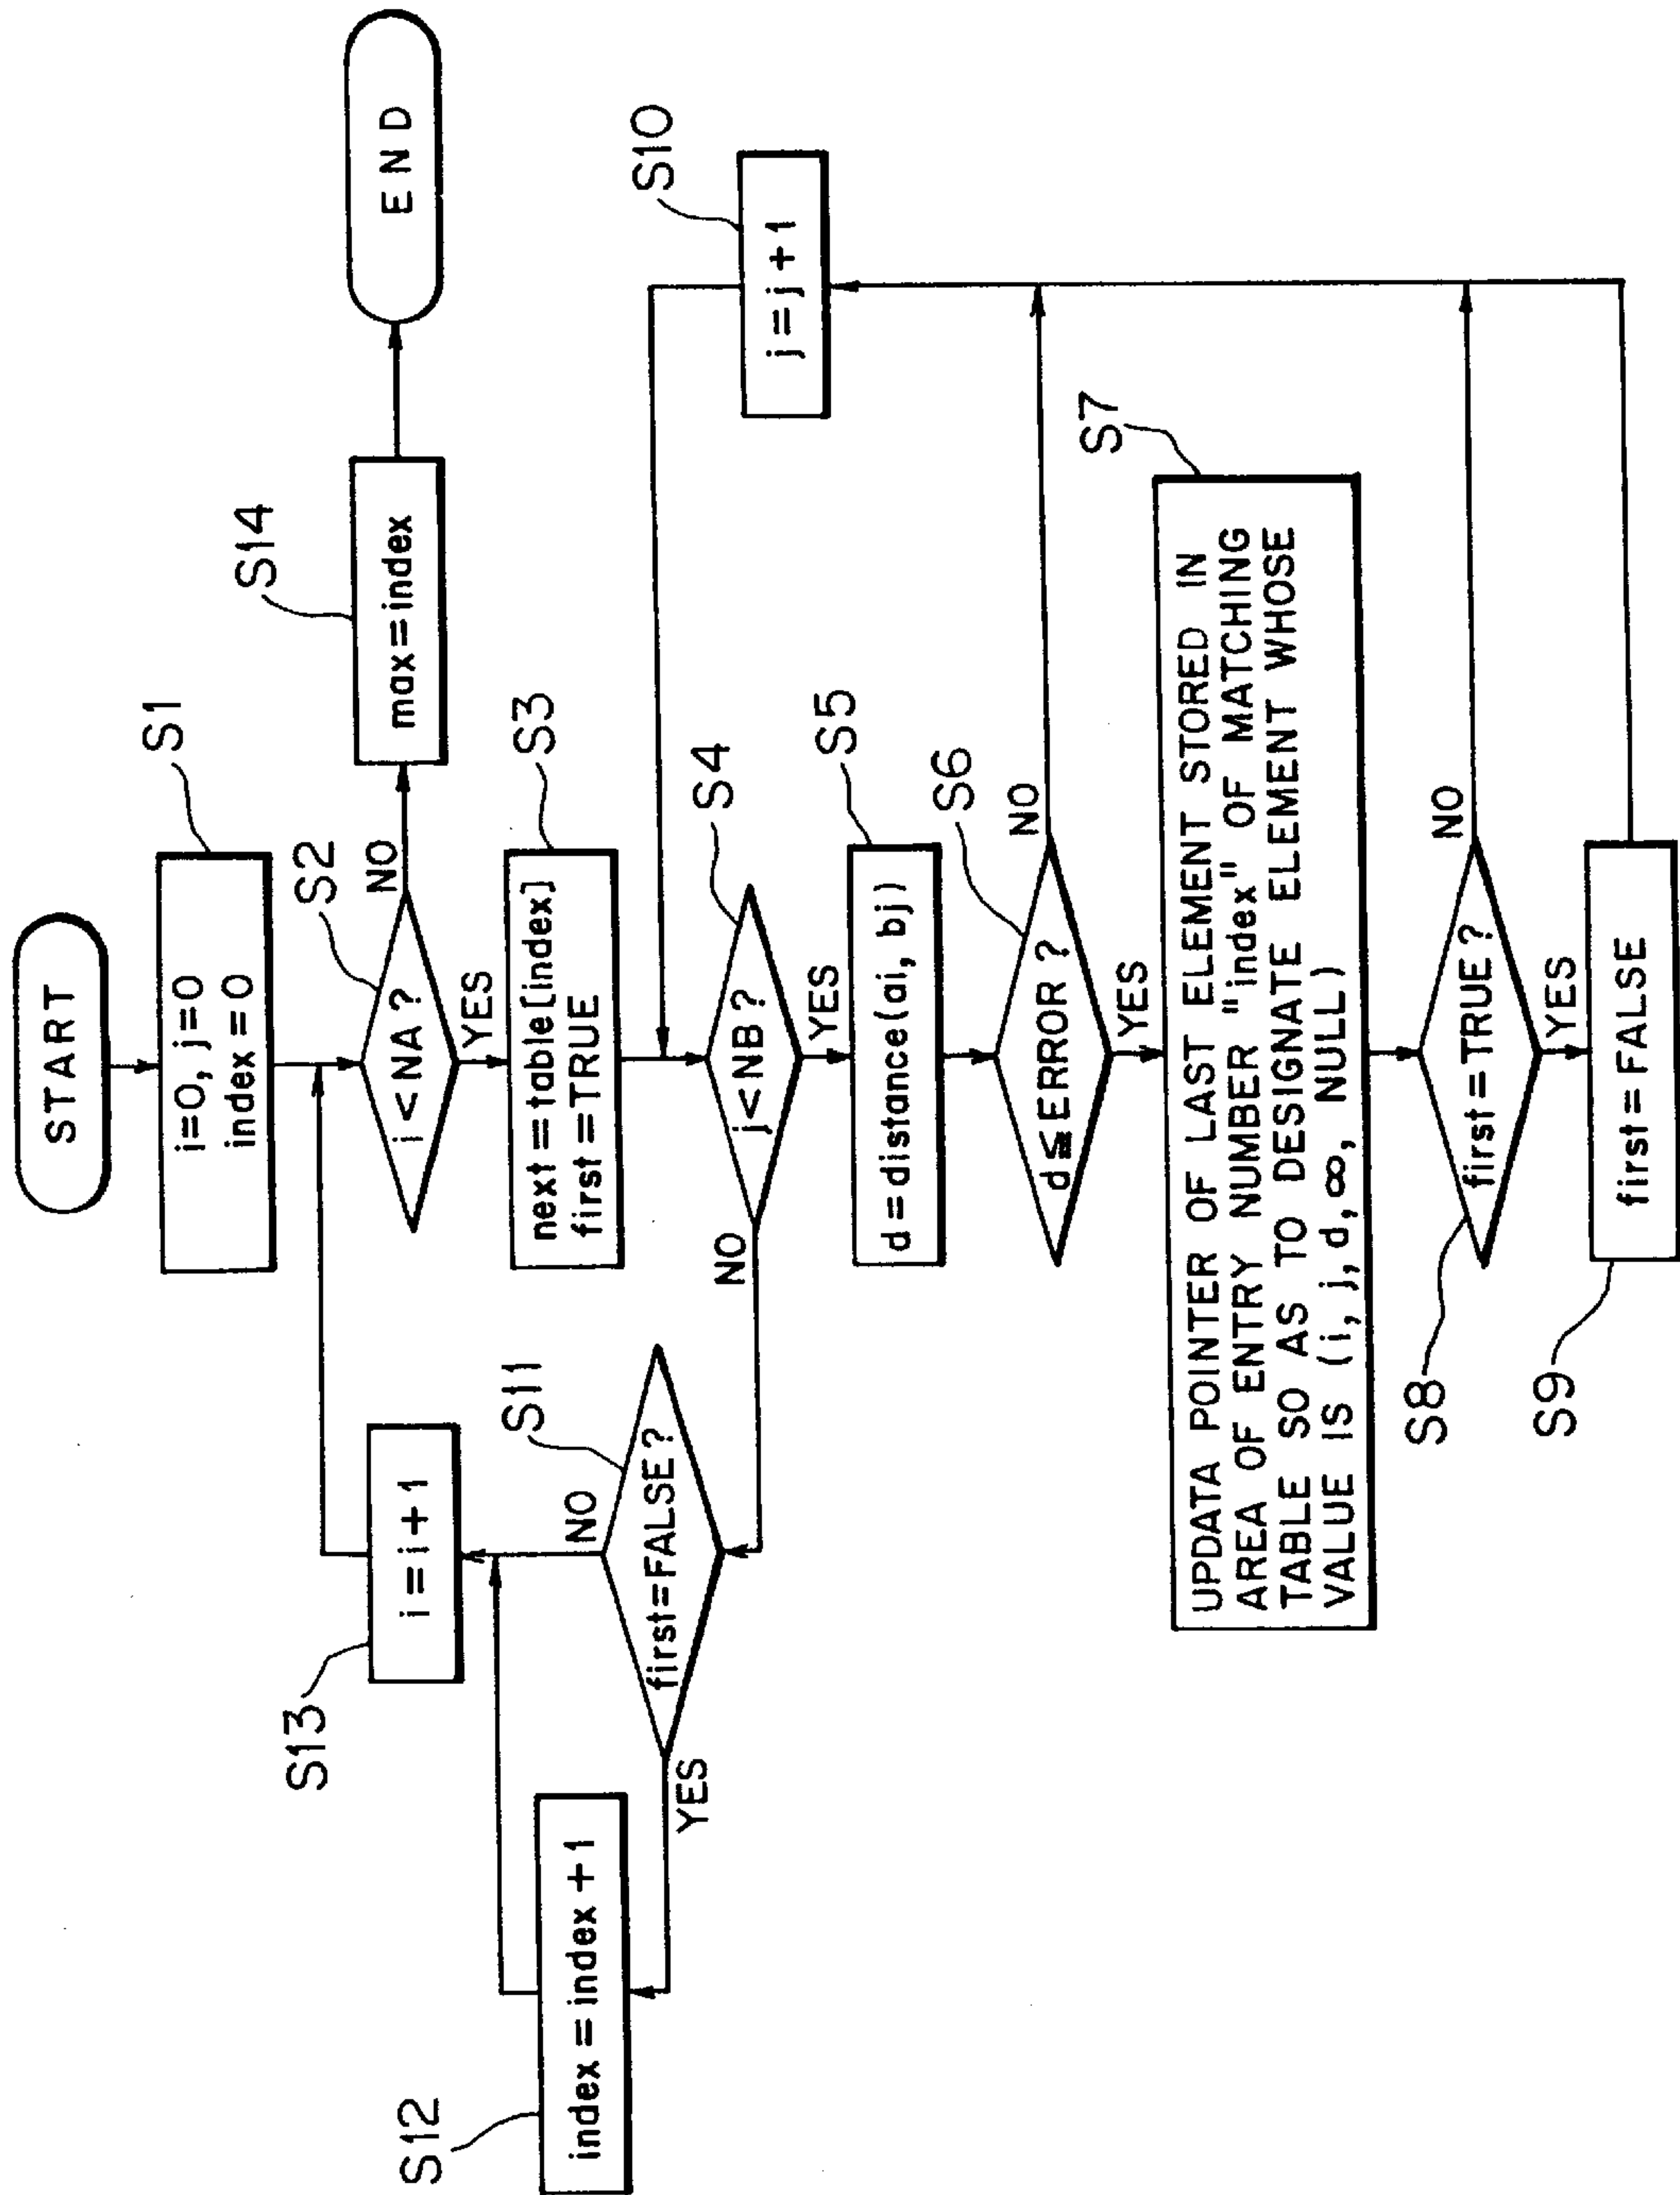 START
S1
i=0, j=0
index=0
S2
i<NA?
NO
YES
S14
max=index
END
S3
next=table[index]
first=TRUE
S4
j<NB?
NO
YES
S5
d=distance(ai, bj)
S6
d≦ERROR?
NO
YES
S7
UPDATA POINTER OF LAST ELEMENT STORED IN
AREA OF ENTRY NUMBER "index" OF MATCHING
TABLE SO AS TO DESIGNATE ELEMENT WHOSE
VALUE IS (i, j, d, ∞, NULL)
S8
first=TRUE?
NO
YES
S9
first=FALSE
S10
j=j+1
S11
first=FALSE?
NO
YES
S12
index=index+1
S13
i=i+1